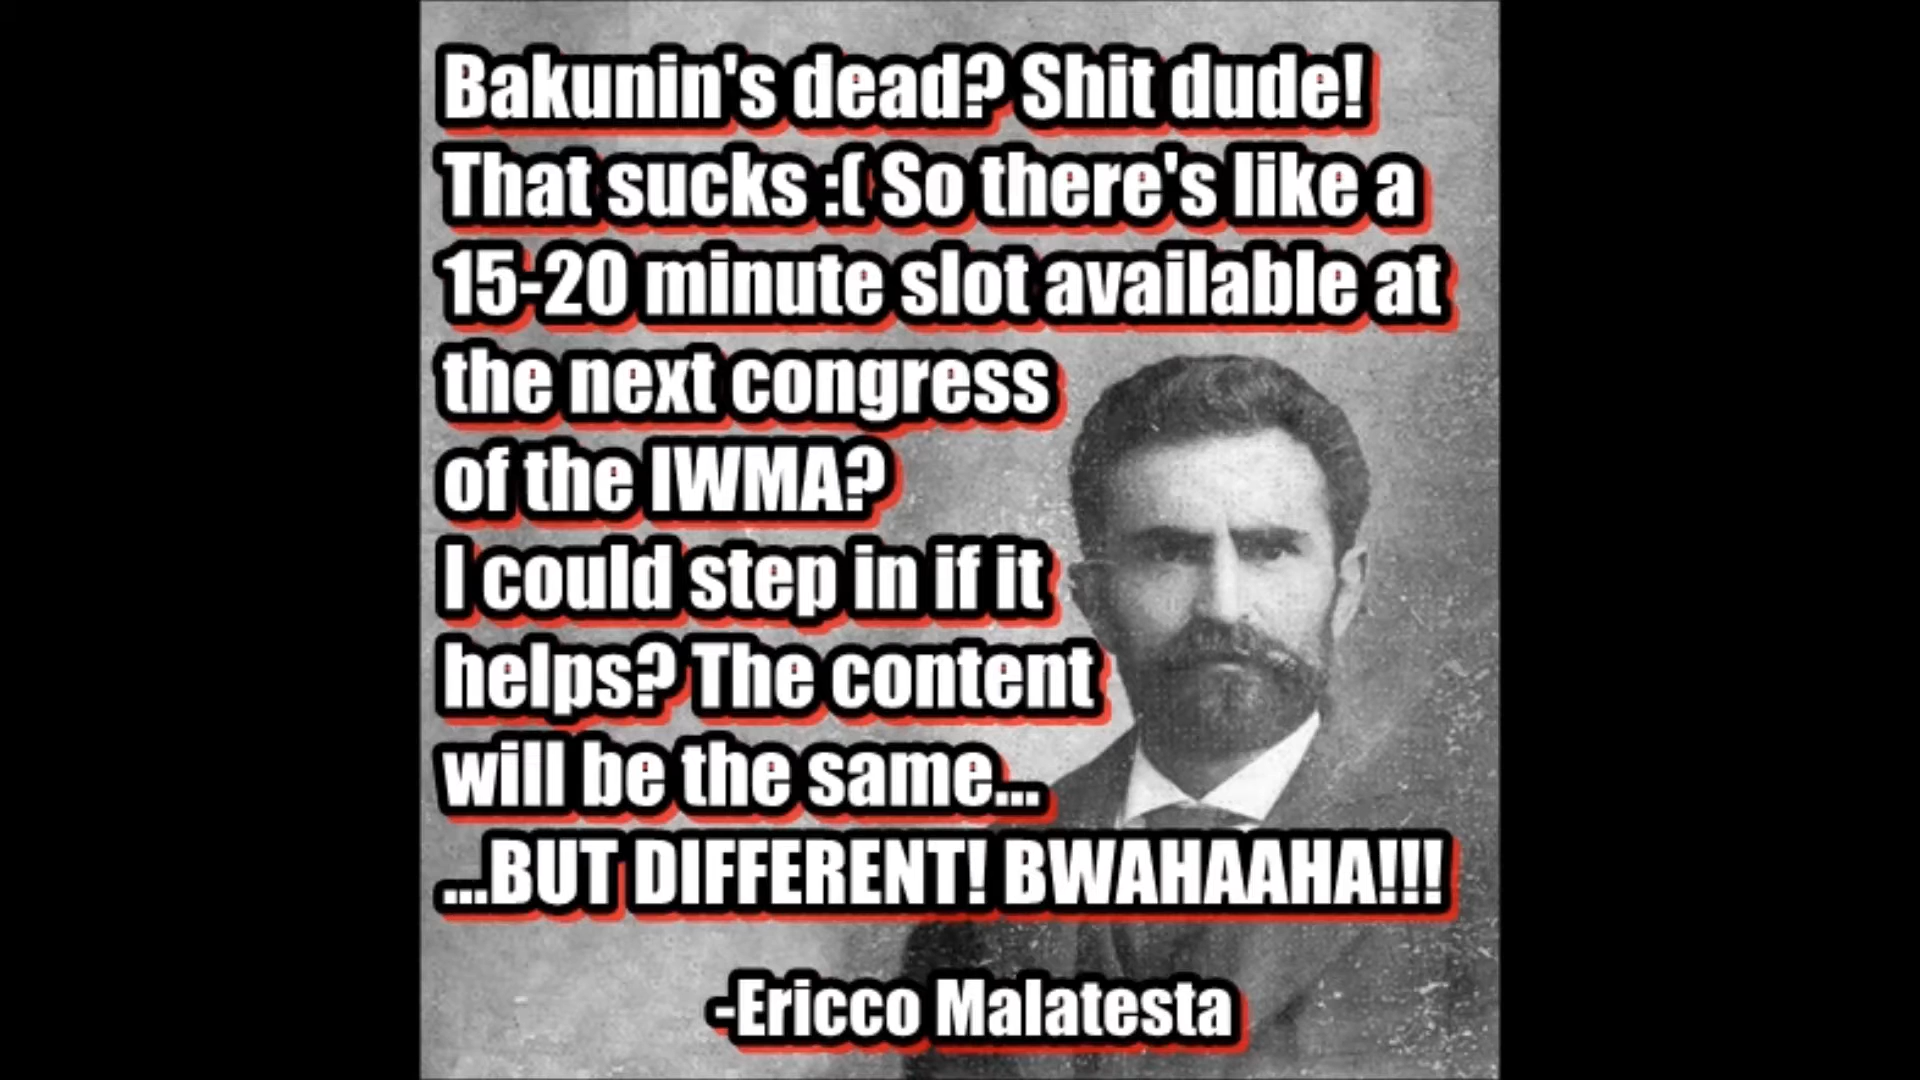 Bakunin's dead? Shit dude!
That sucks :( So there's like a
15-20 minute slot available at
the next congress
of the IWMA?
I could step in if it
helps? The content
will be the same...
...BUT DIFFERENT! BWAHAAHA!!!
-Ericco Malatesta